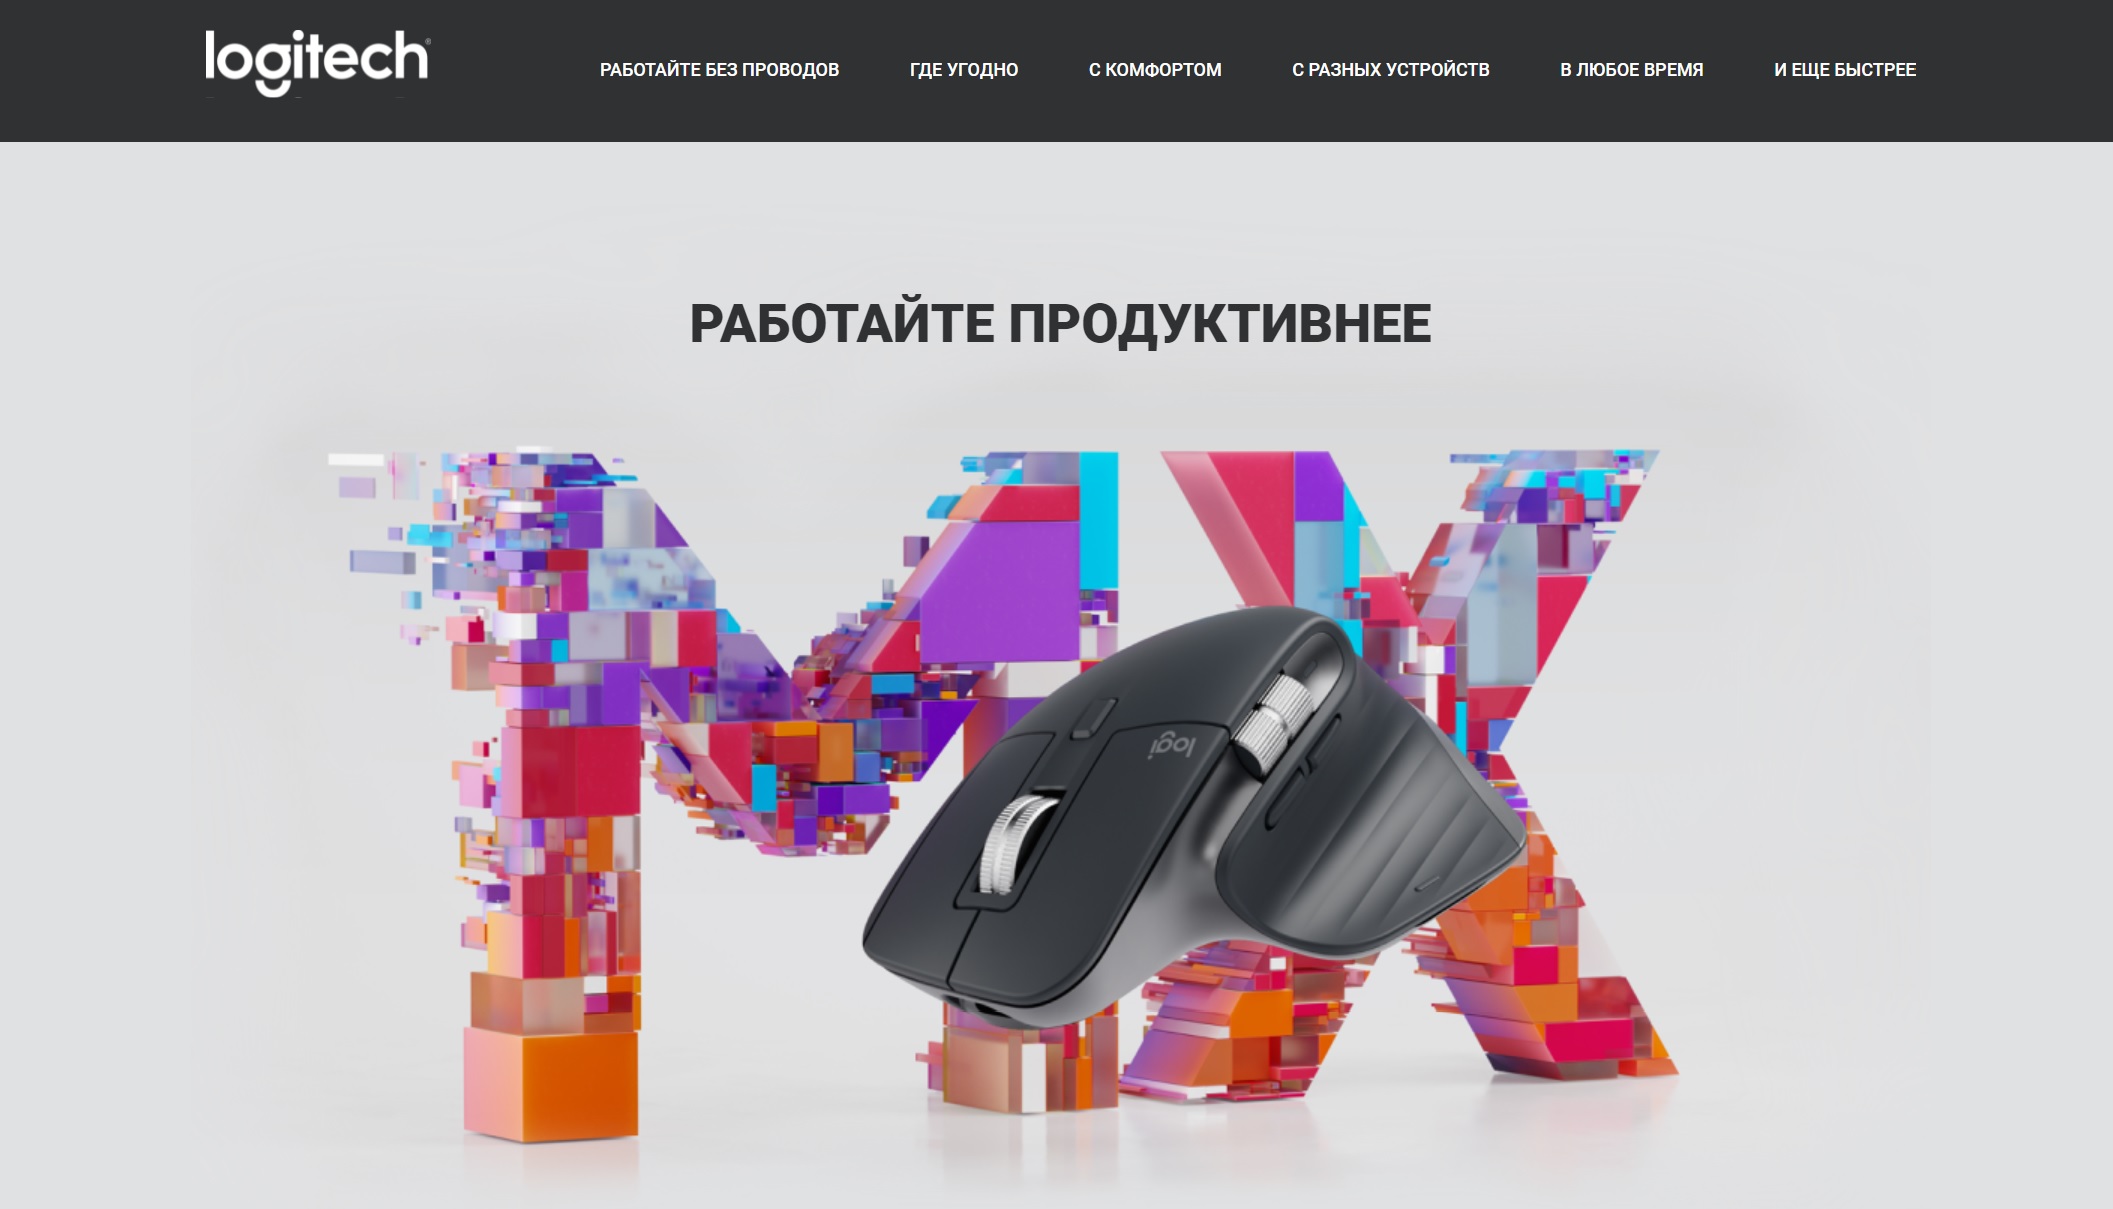 logitech
РАБОТАЙТЕ БЕЗ ПРОВОДОВ
ГДЕ УГОДНО
С КОМФОРТОМ
С РАЗНЫХ УСТРОЙСТВ
В ЛЮБОЕ ВРЕМЯ
И ЕЩЕ БЫСТРЕЕ
РАБОТАЙТЕ ПРОДУКТИВНЕЕ
MX
logi